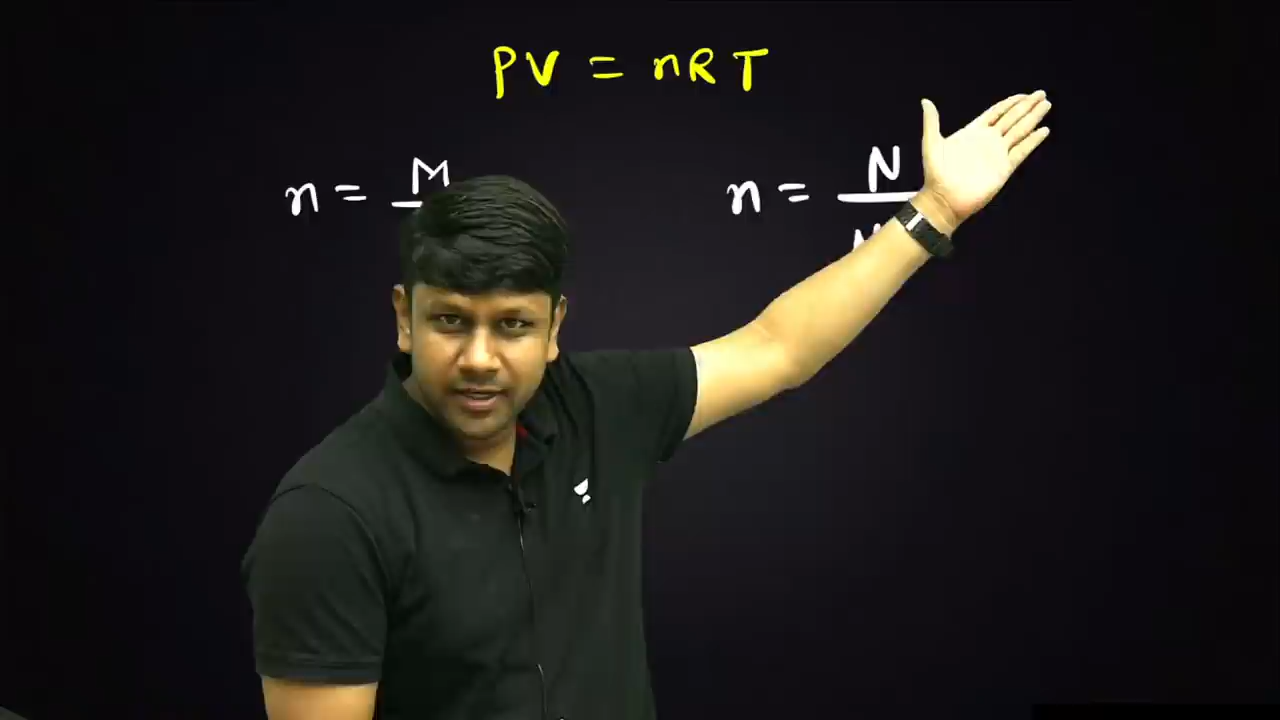 PV = nRT
n = M
n = N